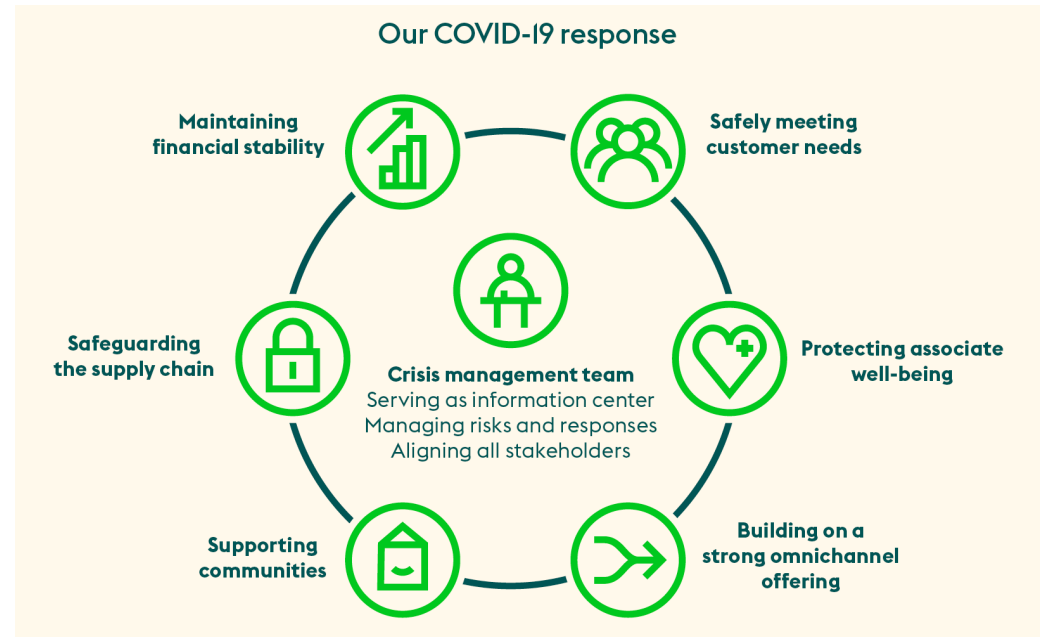 Our COVID-19 response
Maintaining
financial stability
Safely meeting
customer needs
Safeguarding
the supply chain
Protecting associate
well-being
Crisis management team
Serving as information center
Managing risks and responses
Aligning all stakeholders
Supporting
communities
Building on a
strong omnichannel
offering